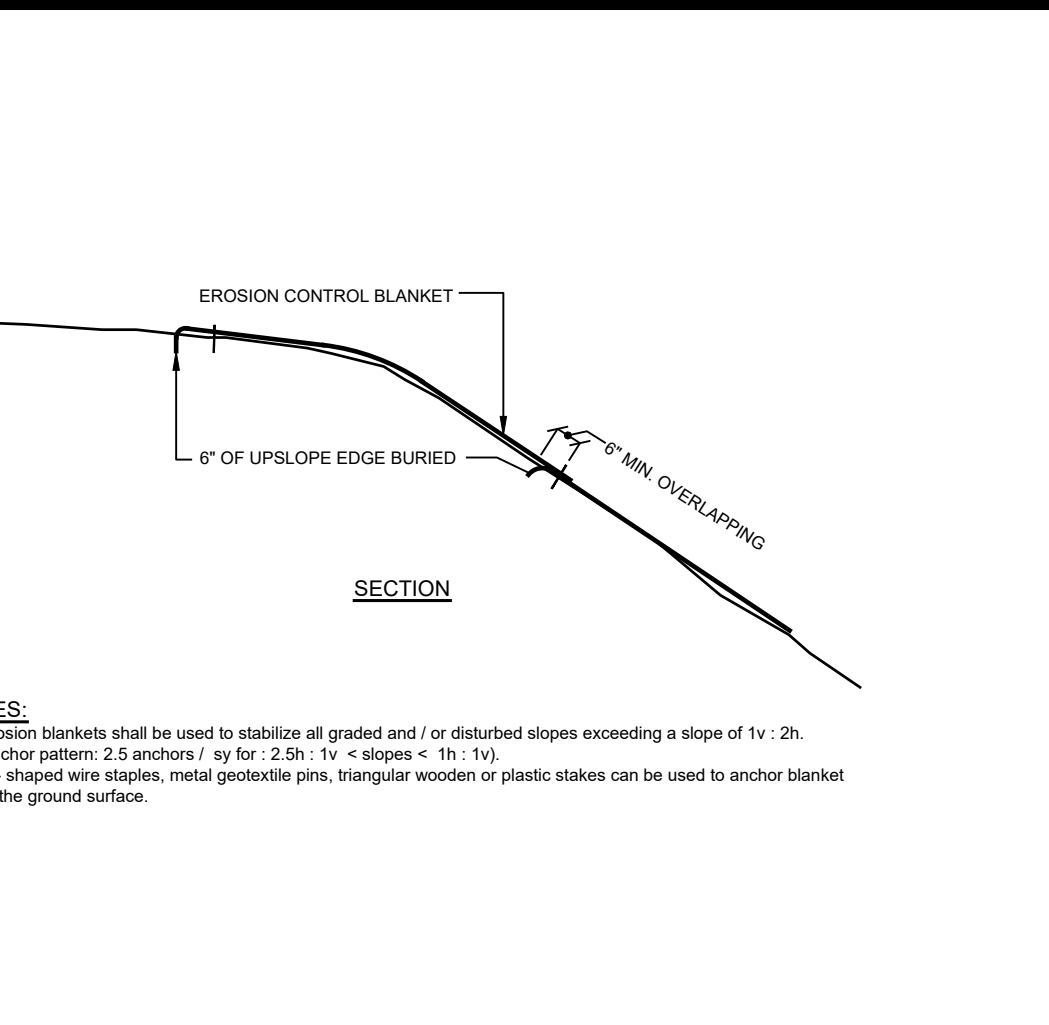 EROSION CONTROL BLANKET
6" OF UPSLOPE EDGE BURIED
6" MIN. OVERLAPPING
SECTION
ES:
osion blankets shall be used to stabilize all graded and / or disturbed slopes exceeding a slope of 1v : 2h.
chor pattern: 2.5 anchors / sy for : 2.5h : 1v < slopes < 1h : 1v).
shaped wire staples, metal geotextile pins, triangular wooden or plastic stakes can be used to anchor blanket
the ground surface.